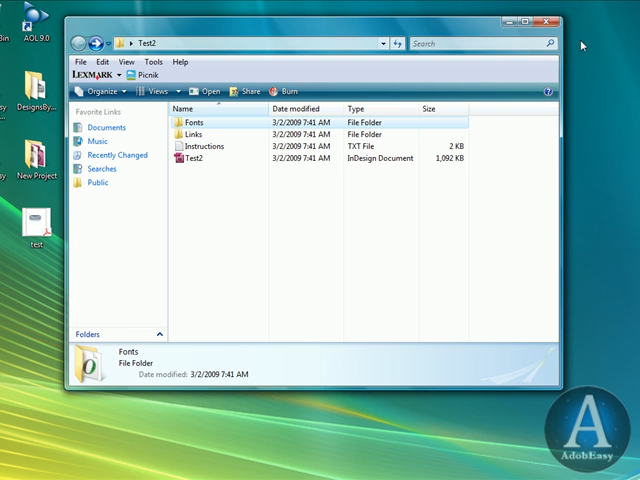 Bin
AOL 9.0
DesignsBy...
New Project
test
Test2
Search
File Edit View Tools Help
LEXMARK Picnik
Organize Views Open Share Burn
Favorite Links
Documents
Music
Recently Changed
Searches
Public
Folders
Name Date modified Type Size
Fonts 3/2/2009 7:41 AM File Folder
Links 3/2/2009 7:41 AM File Folder
Instructions 3/2/2009 7:41 AM TXT File 2 KB
Test2 3/2/2009 7:41 AM InDesign Document 1,092 KB
Fonts
File Folder
Date modified: 3/2/2009 7:41 AM
A
AdobEasy